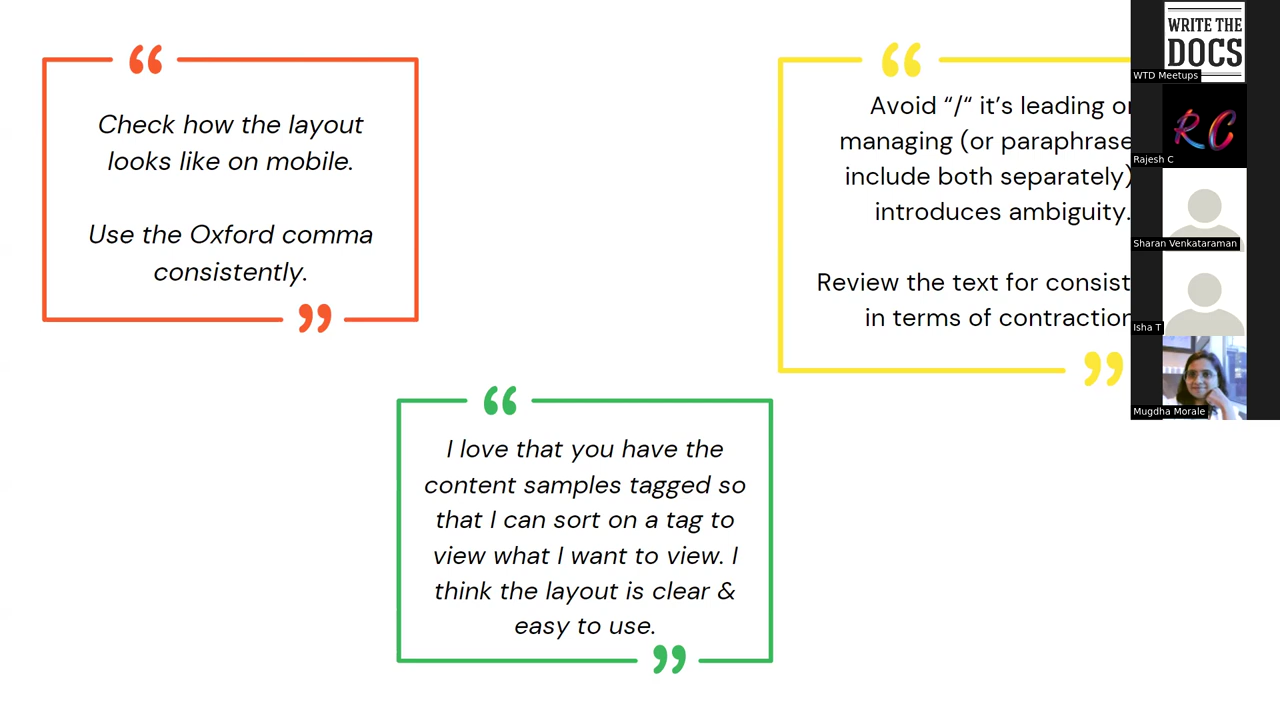 Check how the layout
looks like on mobile.
Use the Oxford comma
consistently.
Avoid “/“ it’s leading or
managing (or paraphrase
include both separately)
introduces ambiguity.
Review the text for consist
in terms of contraction
I love that you have the
content samples tagged so
that I can sort on a tag to
view what I want to view. I
think the layout is clear &
easy to use.
WRITE THE
DOCS
WTD Meetups
RC
Rajesh C
Sharan Venkataraman
Isha T
Mugdha Morale